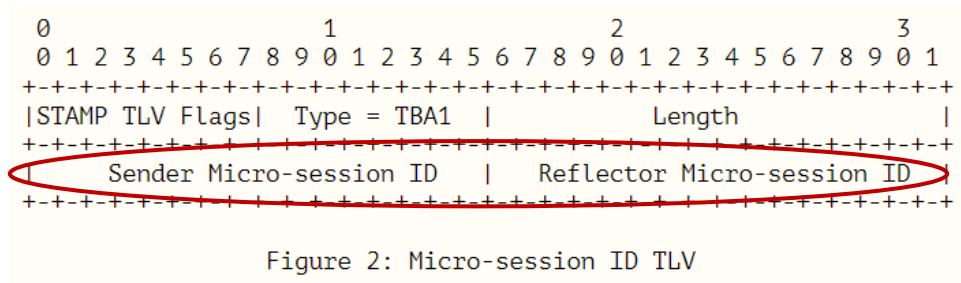 0 1 2 3
0 1 2 3 4 5 6 7 8 9 0 1 2 3 4 5 6 7 8 9 0 1 2 3 4 5 6 7 8 9 0 1
+-+-+-+-+-+-+-+-+-+-+-+-+-+-+-+-+-+-+-+-+-+-+-+-+-+-+-+-+-+-+-+-+
|STAMP TLV Flags| Type = TBA1 | Length |
+-+-+-+-+-+-+-+-+-+-+-+-+-+-+-+-+-+-+-+-+-+-+-+-+-+-+-+-+-+-+-+-+
| Sender Micro-session ID | Reflector Micro-session ID |
+-+-+-+-+-+-+-+-+-+-+-+-+-+-+-+-+-+-+-+-+-+-+-+-+-+-+-+-+-+-+-+-+
Figure 2: Micro-session ID TLV